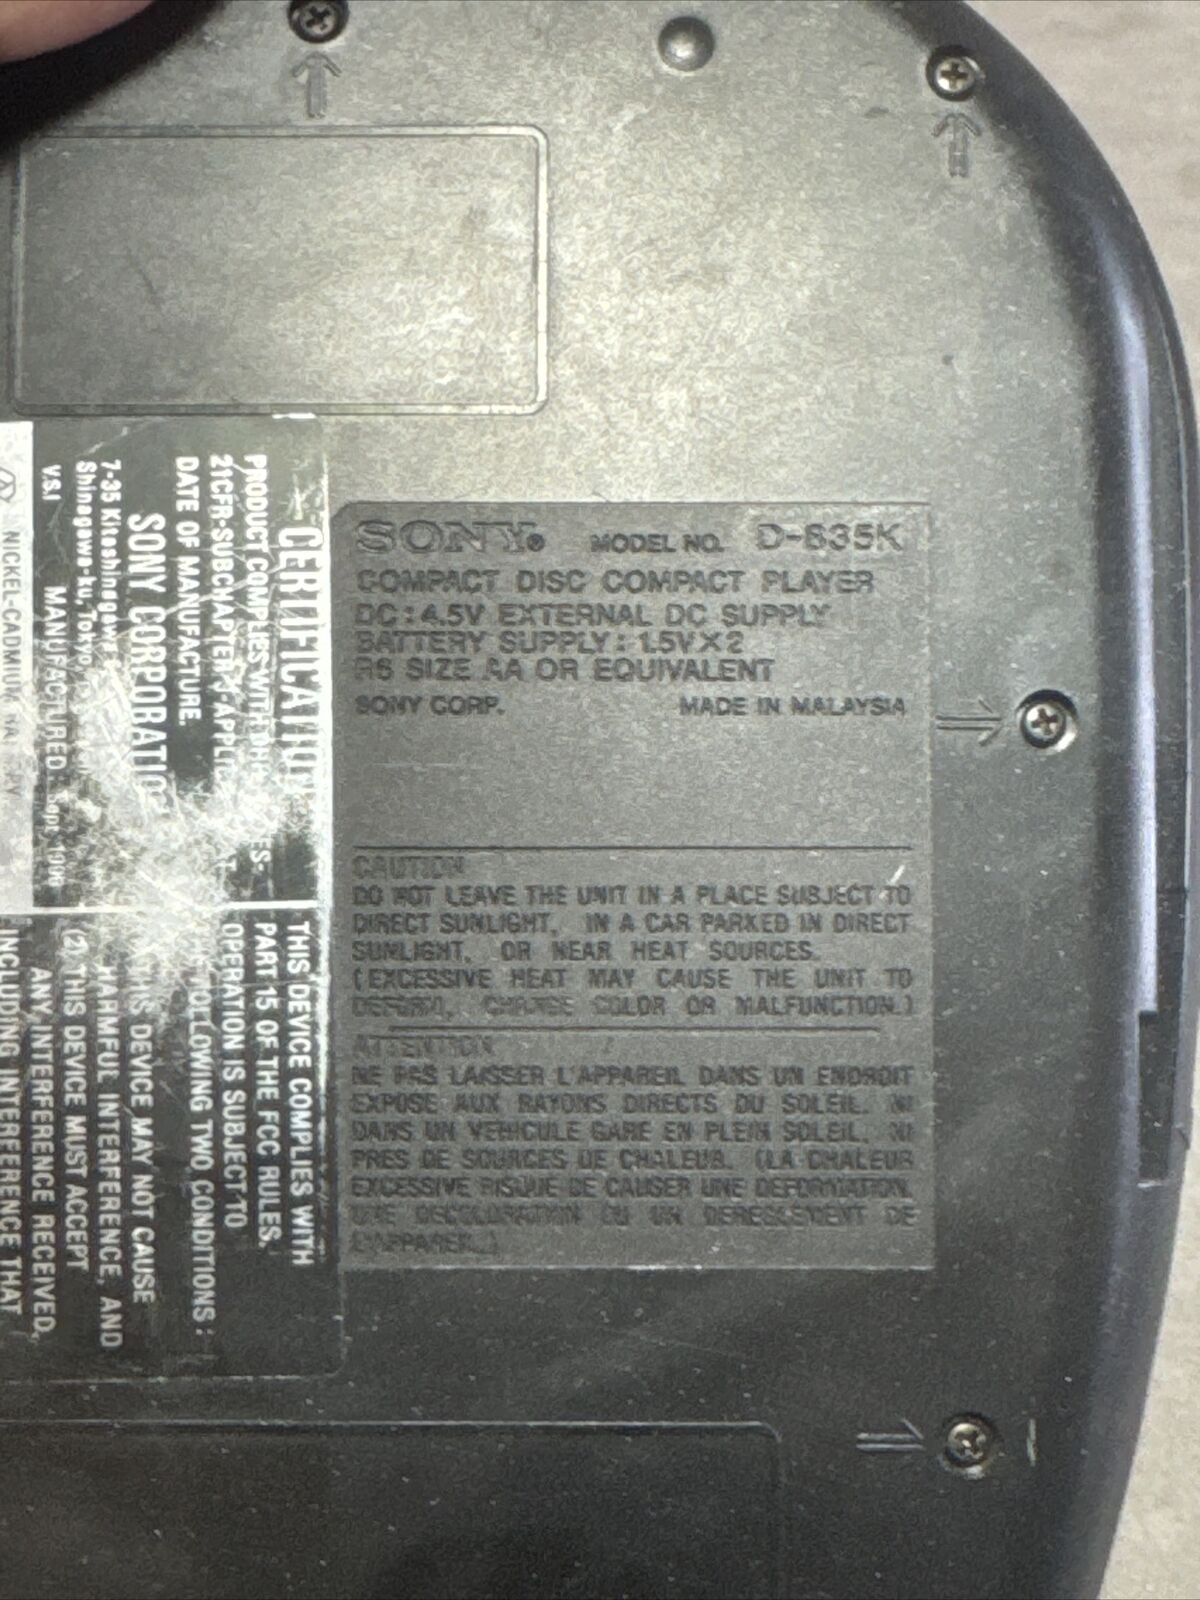 SONY® MODEL NO. D-835K
COMPACT DISC COMPACT PLAYER
DC : 4.5V EXTERNAL DC SUPPLY
BATTERY SUPPLY : 1.5V×2
R6 SIZE AA OR EQUIVALENT
SONY CORP. MADE IN MALAYSIA
CAUTION
DO NOT LEAVE THE UNIT IN A PLACE SUBJECT TO
DIRECT SUNLIGHT, IN A CAR PARKED IN DIRECT
SUNLIGHT, OR NEAR HEAT SOURCES.
(EXCESSIVE HEAT MAY CAUSE THE UNIT TO
DEFORM, CHANGE COLOR OR MALFUNCTION.)
ATTENTION
NE PAS LAISSER L'APPAREIL DANS UN ENDROIT
EXPOSE AUX RAYONS DIRECTS DU SOLEIL, NI
DANS UN VEHICULE GARE EN PLEIN SOLEIL, NI
PRES DE SOURCES DE CHALEUR. (LA CHALEUR
EXCESSIVE RISQUE DE CAUSER UNE DEFORMATION,
UNE DECOLORATION OU UN DEREGLEMENT DE
L'APPAREIL.)
CERTIFICATION
PRODUCT COMPLIES WITH
21CFR-SUBCHAPTER J
DATE OF MANUFACTURE.
SONY CORPORATION
7-35 Kitashinagawa
Shinagawa-ku, Tokyo
MANUFACTURED :
THIS DEVICE COMPLIES WITH
PART 15 OF THE FCC RULES.
OPERATION IS SUBJECT TO
FOLLOWING TWO CONDITIONS :
DEVICE MAY NOT CAUSE
HARMFUL INTERFERENCE, AND
(2) THIS DEVICE MUST ACCEPT
ANY INTERFERENCE RECEIVED,
INCLUDING INTERFERENCE THAT
NICKEL-CADMIUM